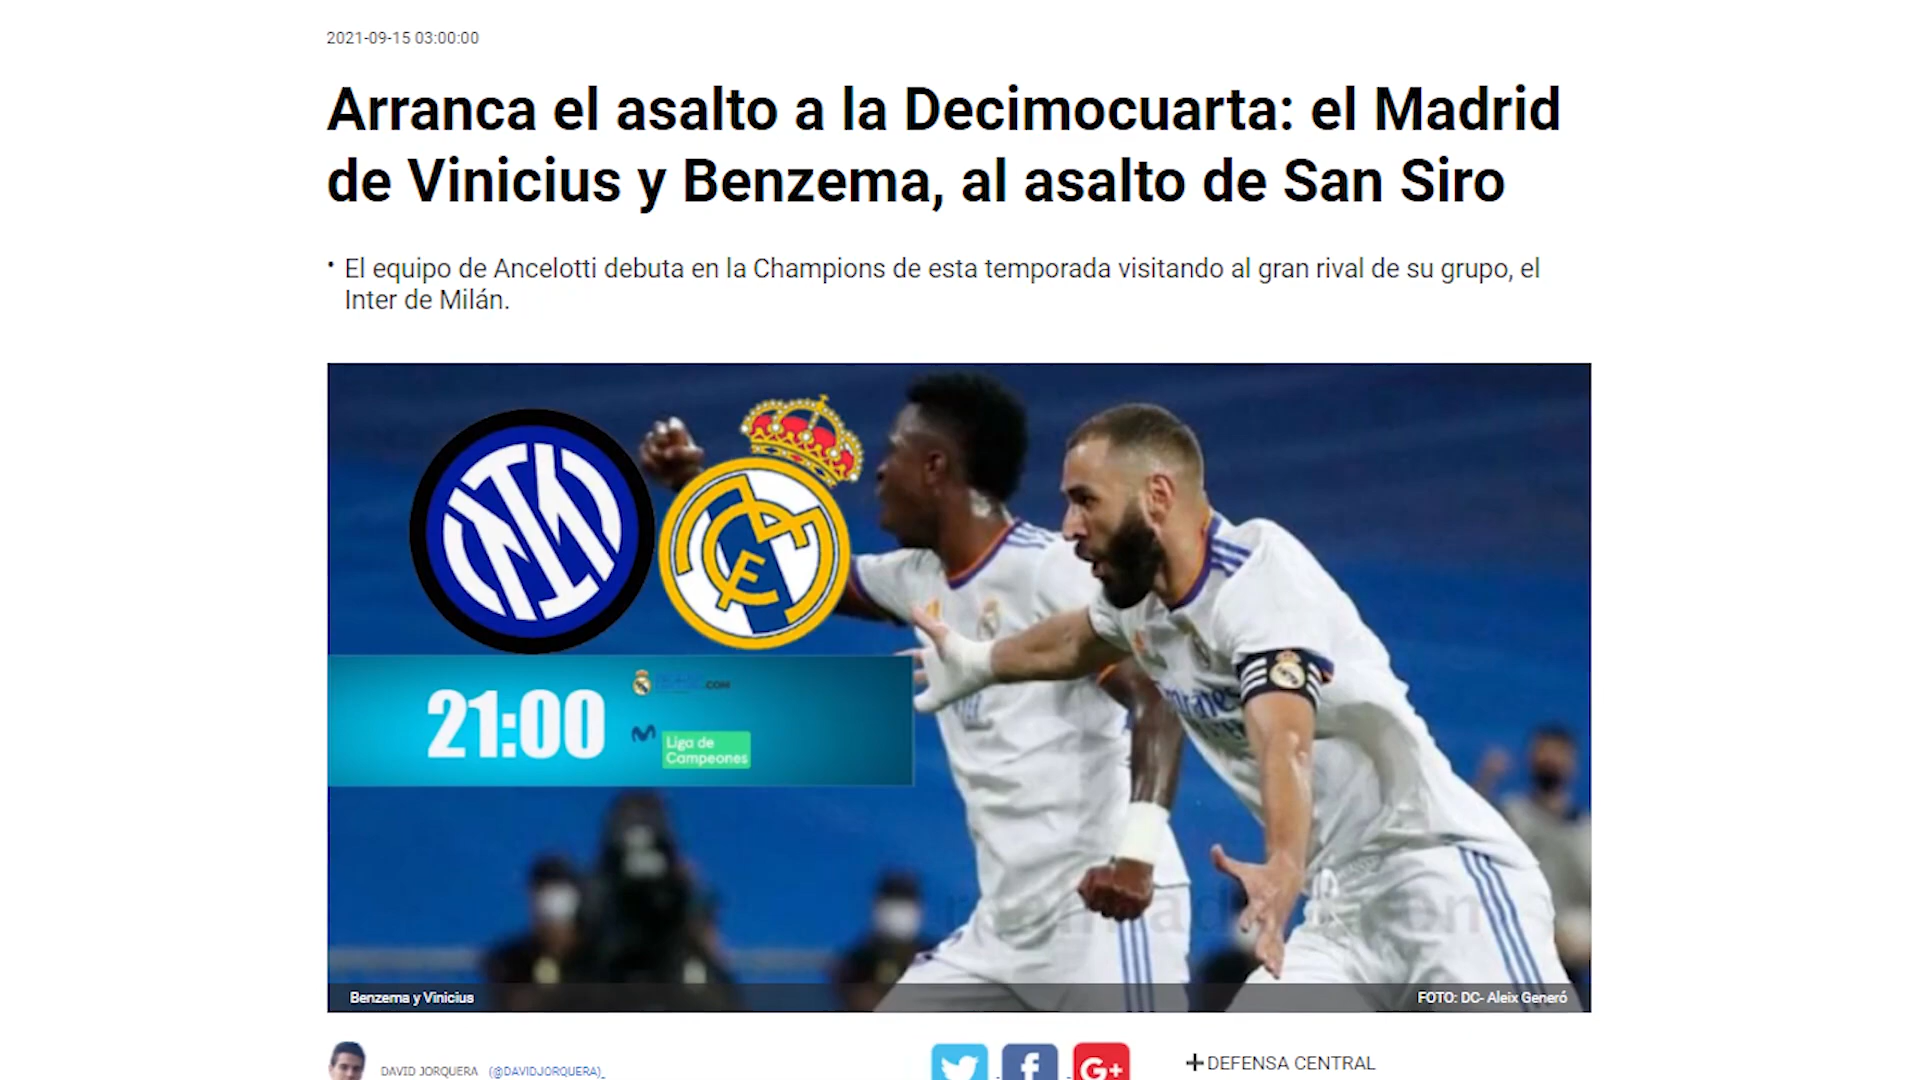 2021-09-15 03:00:00
Arranca el asalto a la Decimocuarta: el Madrid
de Vinicius y Benzema, al asalto de San Siro
• El equipo de Ancelotti debuta en la Champions de esta temporada visitando al gran rival de su grupo, el
Inter de Milán.
21:00
.COM
Liga de
Campeones
Benzema y Vinicius
FOTO: DC- Aleix Generó
DAVID JORQUERA (@DAVIDJORQUERA)
G+
+DEFENSA CENTRAL